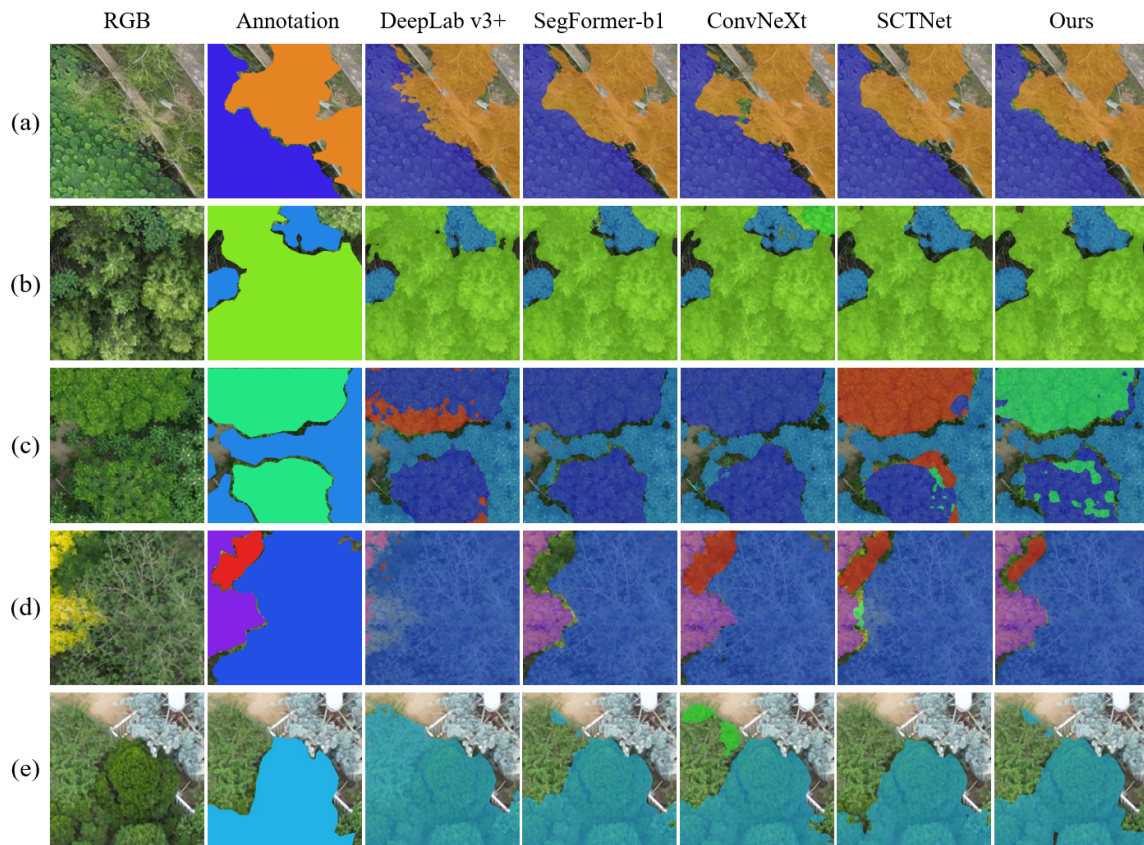 RGB Annotation DeepLab v3+ SegFormer-b1 ConvNeXt SCTNet Ours
(a)
(b)
(c)
(d)
(e)